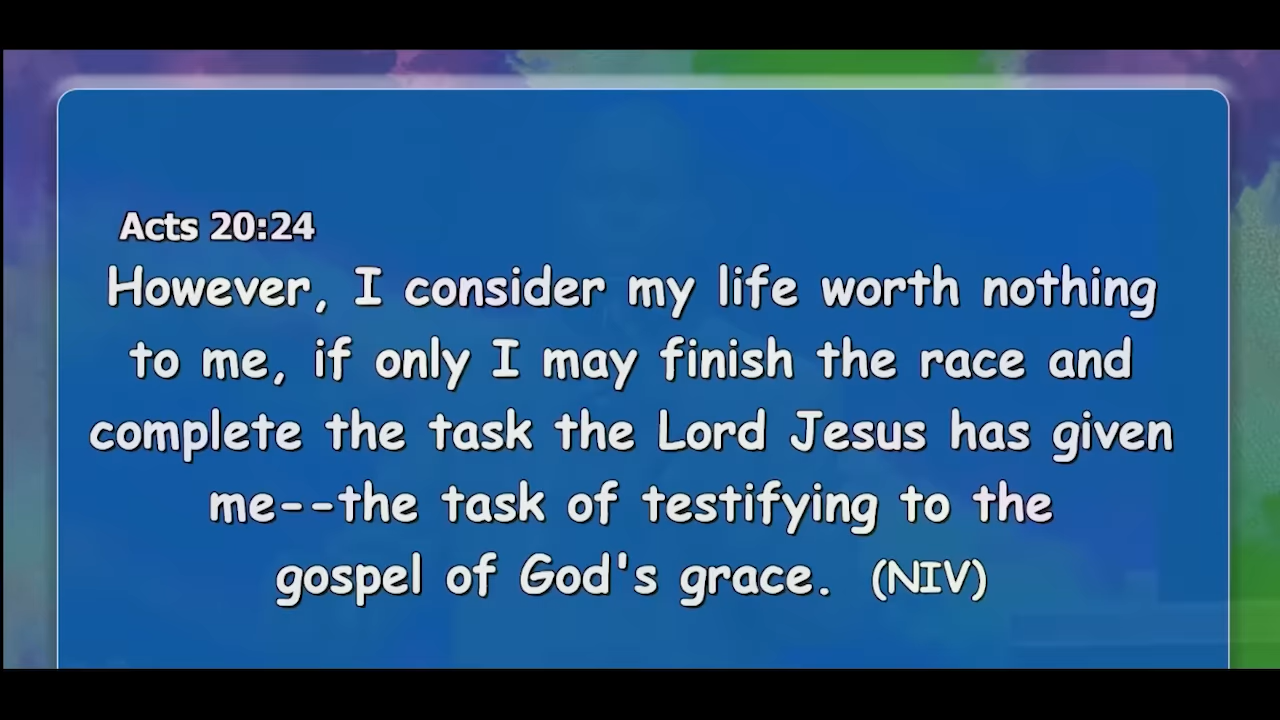 Acts 20:24
However, I consider my life worth nothing
to me, if only I may finish the race and
complete the task the Lord Jesus has given
me--the task of testifying to the
gospel of God's grace. (NIV)